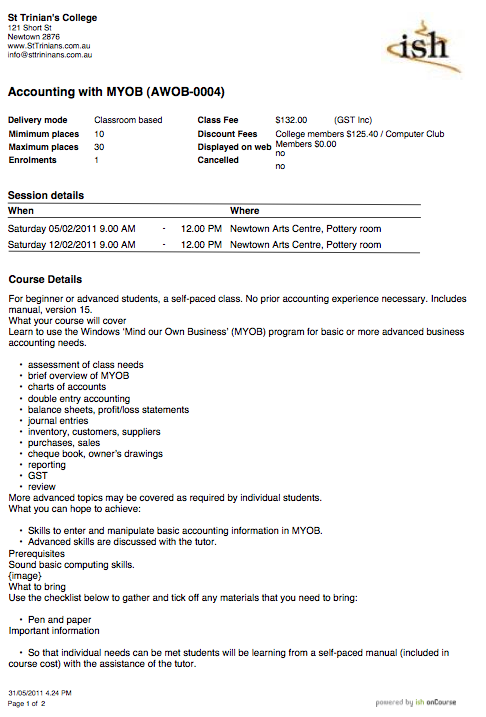 St Trinian's College
121 Short St
Newtown 2876
www.StTrinians.com.au
info@sttrininans.com.au
ish
Accounting with MYOB (AWOB-0004)
Delivery mode Classroom based Class Fee $132.00 (GST Inc)
Mimimum places 10 Discount Fees College members $125.40 / Computer Club Members $0.00
Maximum places 30 Displayed on web no
Enrolments 1 Cancelled no
Session details
When Where
Saturday 05/02/2011 9.00 AM - 12.00 PM Newtown Arts Centre, Pottery room
Saturday 12/02/2011 9.00 AM - 12.00 PM Newtown Arts Centre, Pottery room
Course Details
For beginner or advanced students, a self-paced class. No prior accounting experience necessary. Includes
manual, version 15.
What your course will cover
Learn to use the Windows 'Mind our Own Business' (MYOB) program for basic or more advanced business
accounting needs.
• assessment of class needs
• brief overview of MYOB
• charts of accounts
• double entry accounting
• balance sheets, profit/loss statements
• journal entries
• inventory, customers, suppliers
• purchases, sales
• cheque book, owner's drawings
• reporting
• GST
• review
More advanced topics may be covered as required by individual students.
What you can hope to achieve:
• Skills to enter and manipulate basic accounting information in MYOB.
• Advanced skills are discussed with the tutor.
Prerequisites
Sound basic computing skills.
{image}
What to bring
Use the checklist below to gather and tick off any materials that you need to bring:
• Pen and paper
Important information
• So that individual needs can be met students will be learning from a self-paced manual (included in
course cost) with the assistance of the tutor.
31/05/2011 4.24 PM
Page 1 of 2
powered by ish onCourse